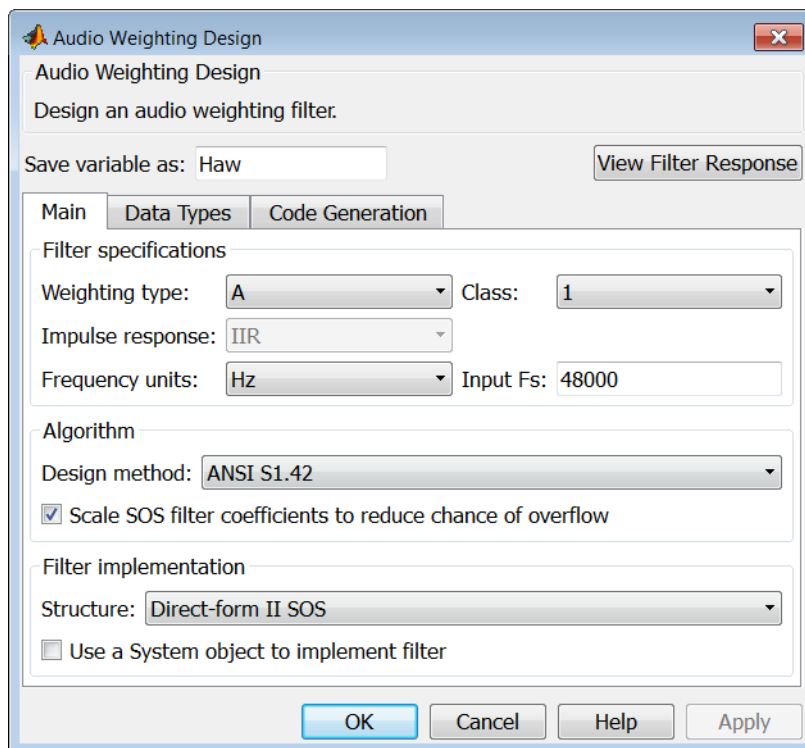 Audio Weighting Design
Audio Weighting Design
Design an audio weighting filter.
Save variable as: Haw View Filter Response
Main Data Types Code Generation
Filter specifications
Weighting type: A Class: 1
Impulse response: IIR
Frequency units: Hz Input Fs: 48000
Algorithm
Design method: ANSI S1.42
Scale SOS filter coefficients to reduce chance of overflow
Filter implementation
Structure: Direct-form II SOS
Use a System object to implement filter
OK Cancel Help Apply